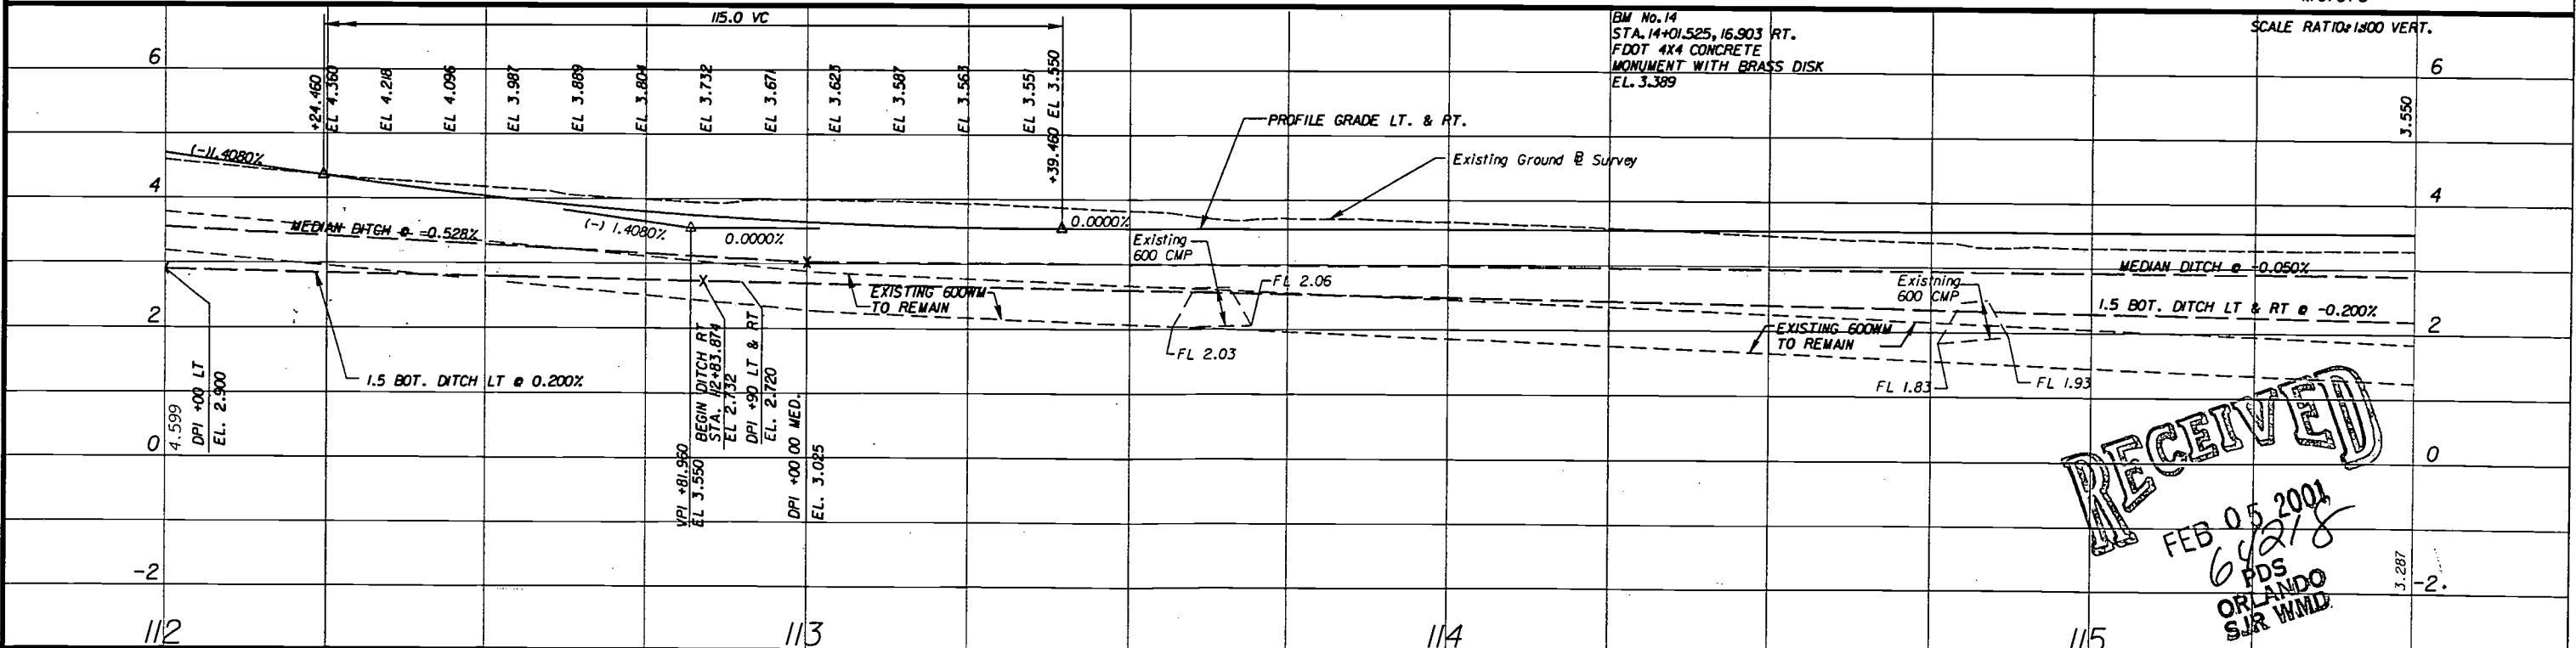 115.0 VC
BM No.14
STA. 14+01.525, 16.903 RT.
FDOT 4X4 CONCRETE
MONUMENT WITH BRASS DISK
EL. 3.389
VERT.
6
6
+24.460
EL 4.360
EL 4.218
EL 4.096
EL 3.987
EL 3.889
EL 3.804
EL 3.732
EL 3.671
EL 3.623
EL 3.587
EL 3.563
EL 3.551
+39.460 EL 3.550
3.550
PROFILE GRADE LT. & RT.
Existing Ground ℄ Survey
(-)1.4080%
4
4
MEDIAN DITCH @ -0.528%
(-) 1.4080%
0.0000%
0.0000%
Existing
600 CMP
MEDIAN DITCH @ -0.050%
EXISTING 600WM
TO REMAIN
FL 2.06
Existning
600 CMP
1.5 BOT. DITCH LT & RT @ -0.200%
2
2
FL 2.03
EXISTING 600WM
TO REMAIN
1.5 BOT. DITCH LT @ 0.200%
FL 1.83
FL 1.93
4.599
DPI +00 LT
EL. 2.900
BEGIN DITCH RT
STA. 112+83.874
EL 2.732
DPI +90 LT & RT
EL. 2.720
VPI +81.960
EL 3.550
DPI +00 00 MED.
EL. 3.025
0
0
RECEIVED
FEB 05 2001
PDS
ORLANDO
SJR WMD
3.287
-2
-2.
112
113
114
115